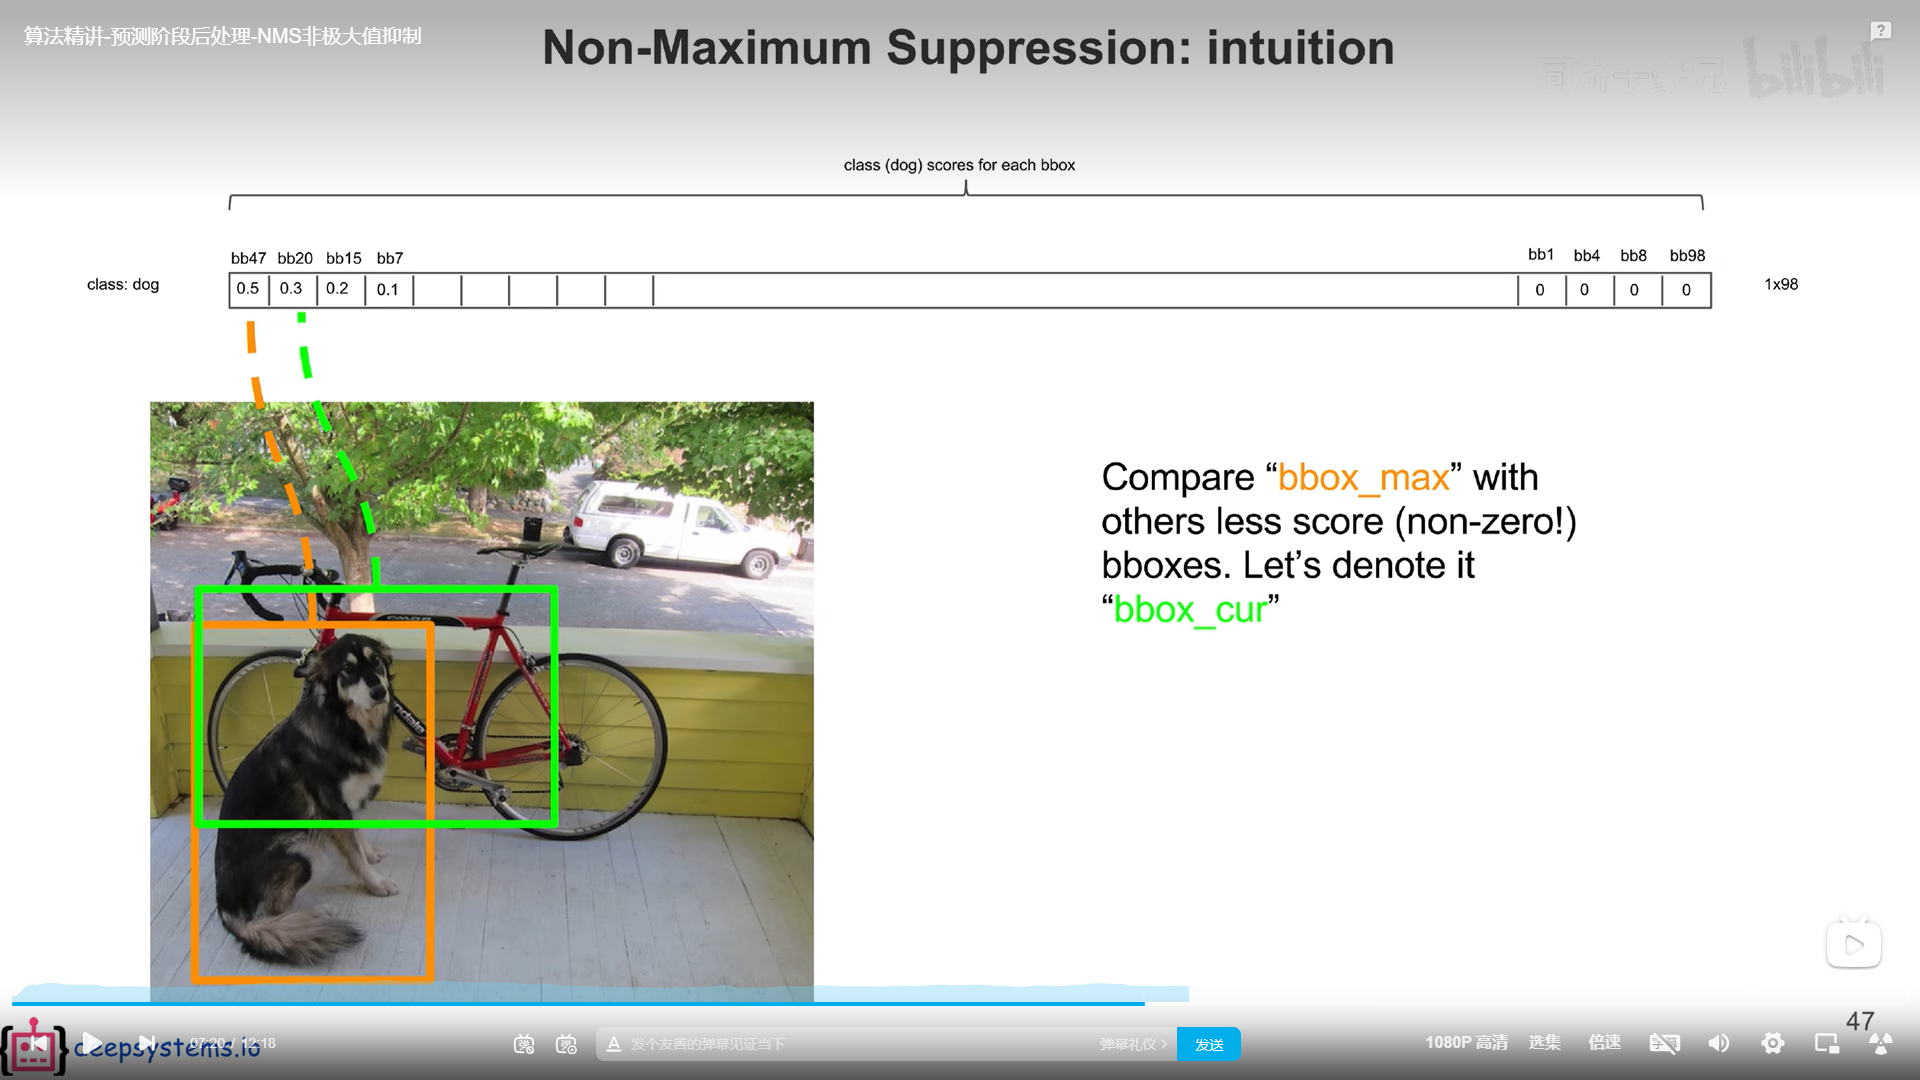 算法精讲-预测阶段后处理-NMS非极大值抑制
Non-Maximum Suppression: intuition
bilibili
class (dog) scores for each bbox
bb47 bb20 bb15 bb7 bb1 bb4 bb8 bb98
class: dog 0.5 0.3 0.2 0.1 0 0 0 0 1x98
Compare “bbox_max” with
others less score (non-zero!)
bboxes. Let’s denote it
“bbox_cur”
47
deepsystems.io
07:20 / 12:18
发个友善的弹幕见证当下
弹幕礼仪 >
发送
1080P 高清
选集
倍速